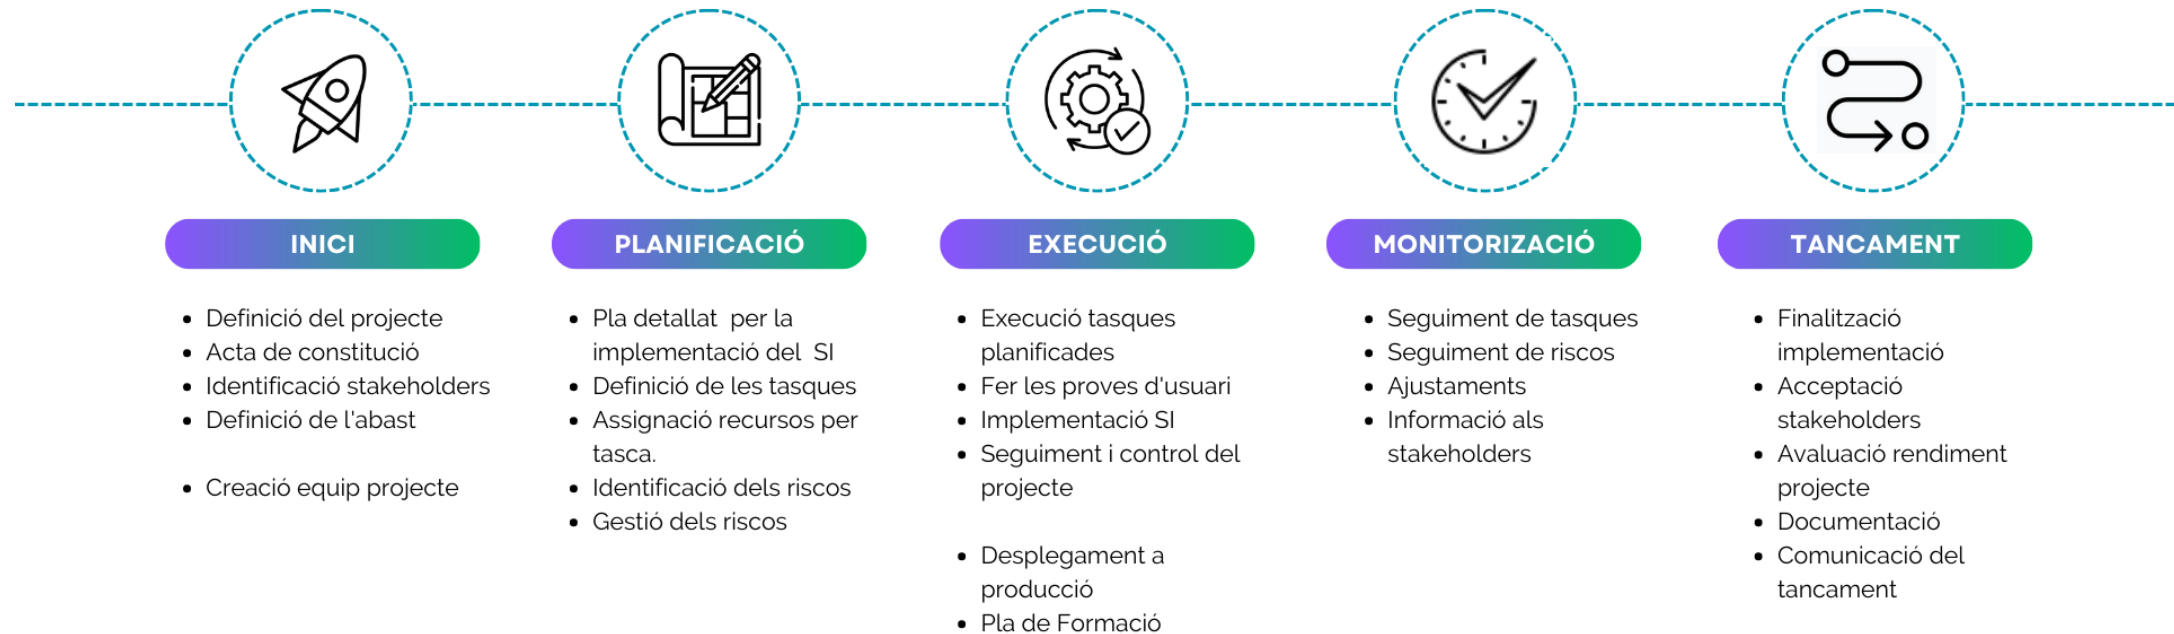 INICI
• Definició del projecte
• Acta de constitució
• Identificació stakeholders
• Definició de l'abast
• Creació equip projecte
PLANIFICACIÓ
• Pla detallat  per la
implementació del  SI
• Definició de les tasques
• Assignació recursos per
tasca.
• Identificació dels riscos
• Gestió dels riscos
EXECUCIÓ
• Execució tasques
planificades
• Fer les proves d'usuari
• Implementació SI
• Seguiment i control del
projecte
• Desplegament a
producció
• Pla de Formació
MONITORIZACIÓ
• Seguiment de tasques
• Seguiment de riscos
• Ajustaments
• Informació als
stakeholders
TANCAMENT
• Finalització
implementació
• Acceptació
stakeholders
• Avaluació rendiment
projecte
• Documentació
• Comunicació del
tancament